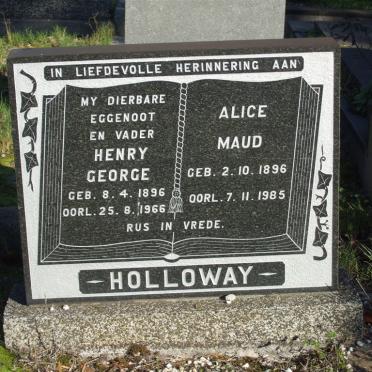 IN LIEFDEVOLLE HERINNERING AAN
MY DIERBARE
EGGENOOT
EN VADER
HENRY
GEORGE
GEB. 8. 4. 1896
OORL. 25. 8. 1966
ALICE
MAUD
GEB. 2. 10. 1896
OORL. 7. 11. 1985
RUS IN VREDE.
- HOLLOWAY -